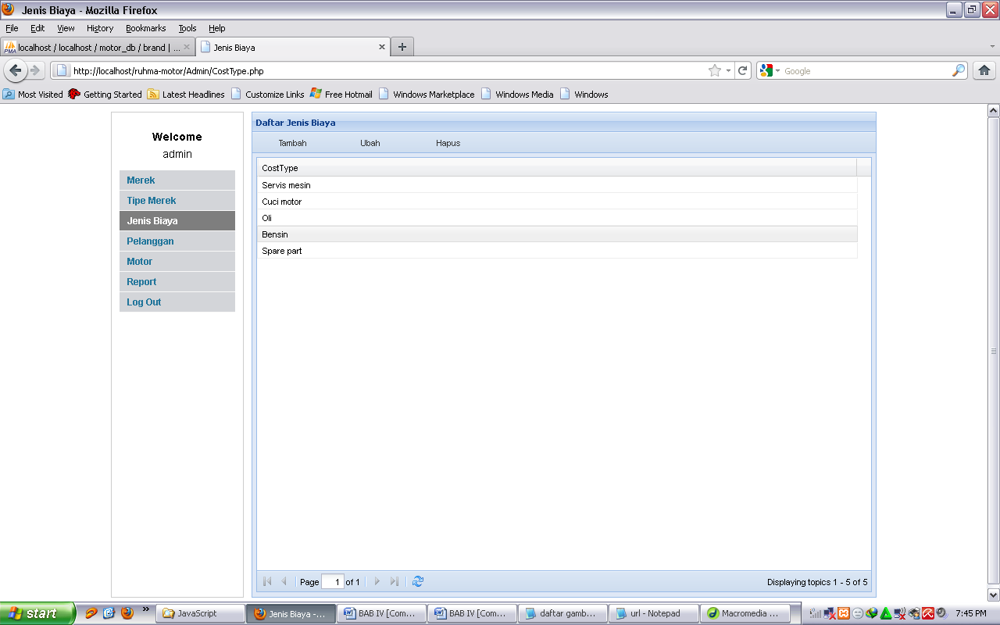 Jenis Biaya - Mozilla Firefox
File Edit View History Bookmarks Tools Help
localhost / localhost / motor_db / brand | ...
Jenis Biaya
http://localhost/ruhma-motor/Admin/CostType.php
Google
Most Visited Getting Started Latest Headlines Customize Links Free Hotmail Windows Marketplace Windows Media Windows
Welcome
admin
Merek
Tipe Merek
Jenis Biaya
Pelanggan
Motor
Report
Log Out
Daftar Jenis Biaya
Tambah Ubah Hapus
CostType
Servis mesin
Cuci motor
Oli
Bensin
Spare part
Page 1 of 1
Displaying topics 1 - 5 of 5
start
JavaScript
Jenis Biaya -...
BAB IV [Com...
BAB IV [Com...
daftar gamb...
url - Notepad
Macromedia ...
7:45 PM